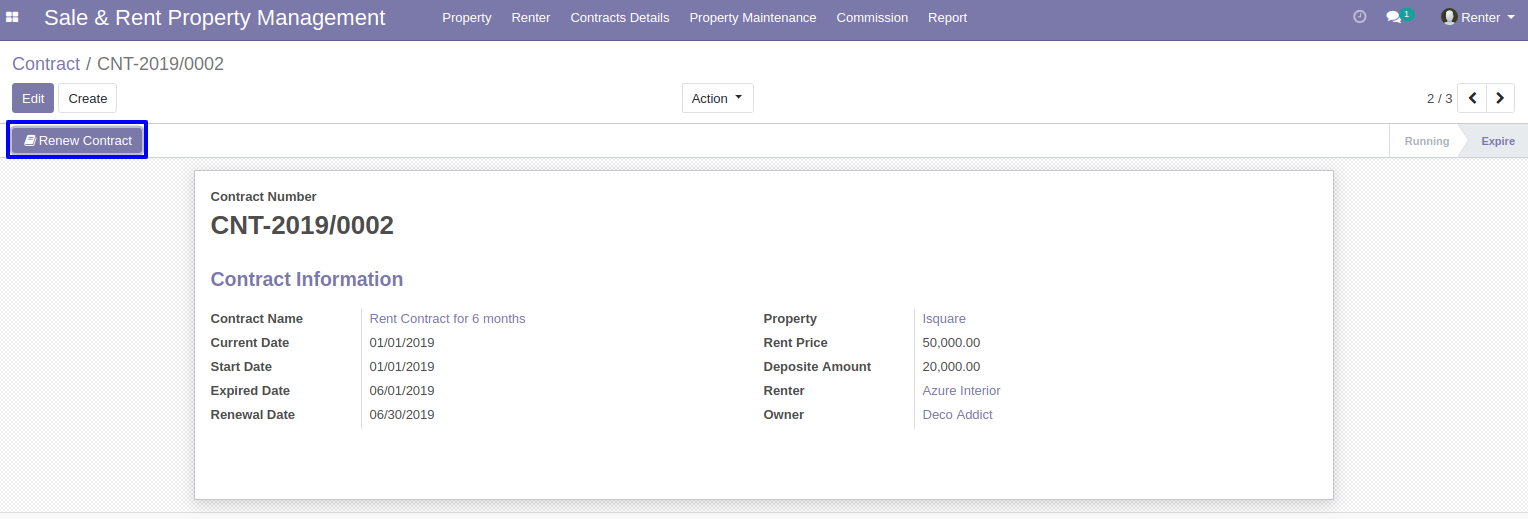 Sale & Rent Property Management Property Renter Contracts Details Property Maintenance Commission Report 1 Renter
Contract / CNT-2019/0002
Edit Create Action 2 / 3
Renew Contract Running Expire
Contract Number
CNT-2019/0002
Contract Information
Contract Name Rent Contract for 6 months Property Isquare
Current Date 01/01/2019 Rent Price 50,000.00
Start Date 01/01/2019 Deposite Amount 20,000.00
Expired Date 06/01/2019 Renter Azure Interior
Renewal Date 06/30/2019 Owner Deco Addict